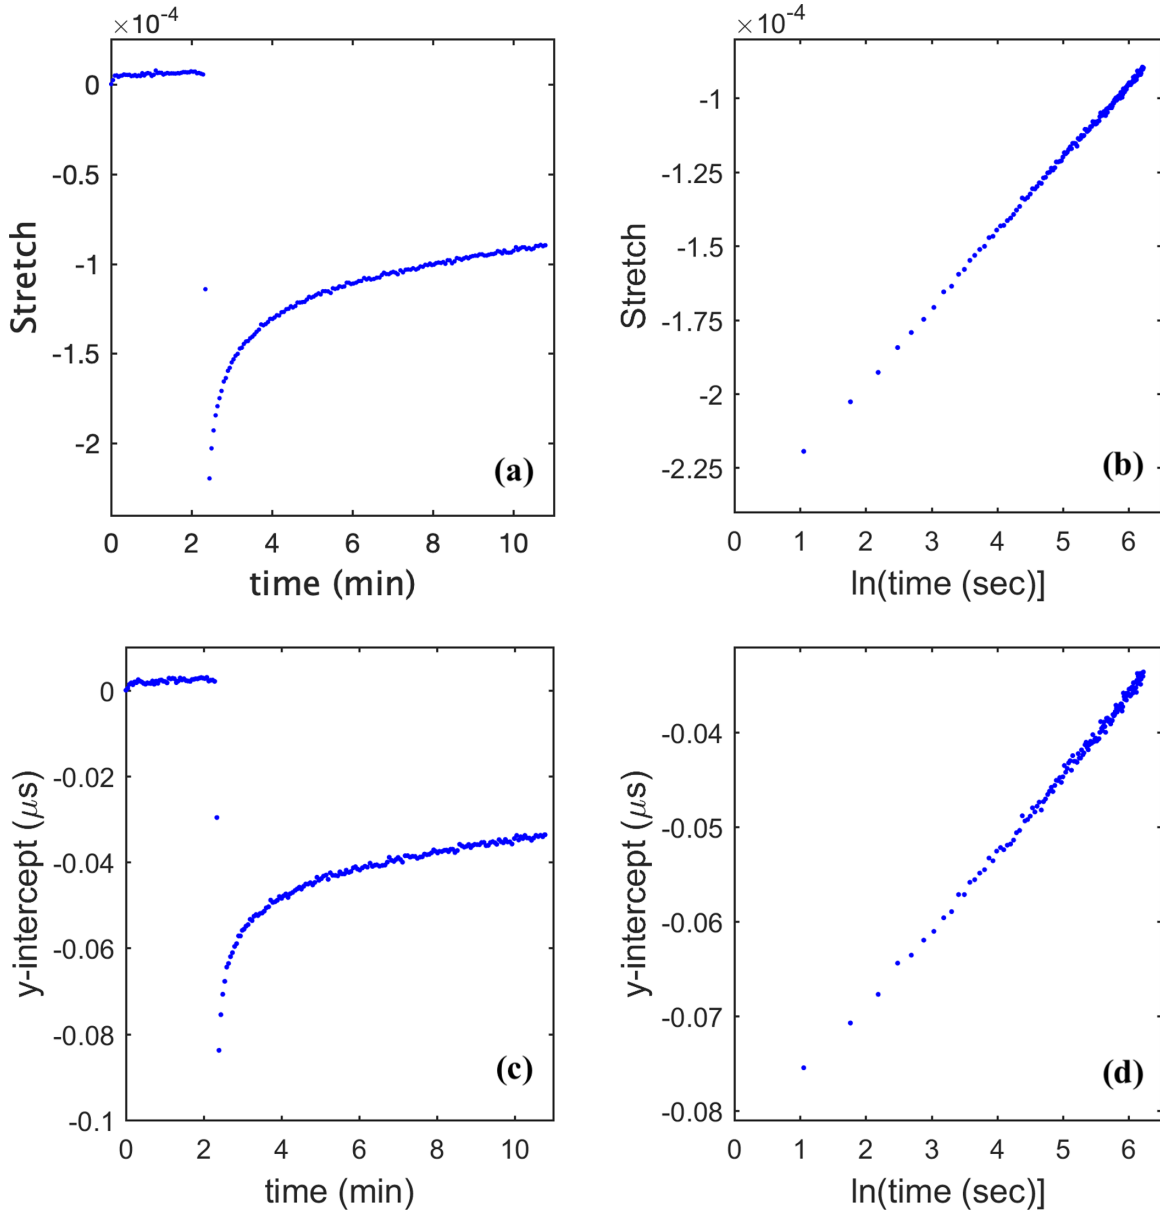 ×10⁻⁴
0
-0.5
-1
-1.5
-2
Stretch
(a)
0 2 4 6 8 10
time (min)
×10⁻⁴
-1
-1.25
-1.5
-1.75
-2
-2.25
Stretch
(b)
0 1 2 3 4 5 6
ln(time (sec)]
0
-0.02
-0.04
-0.06
-0.08
-0.1
y-intercept (μs)
(c)
0 2 4 6 8 10
time (min)
-0.04
-0.05
-0.06
-0.07
-0.08
y-intercept (μs)
(d)
0 1 2 3 4 5 6
ln(time (sec)]